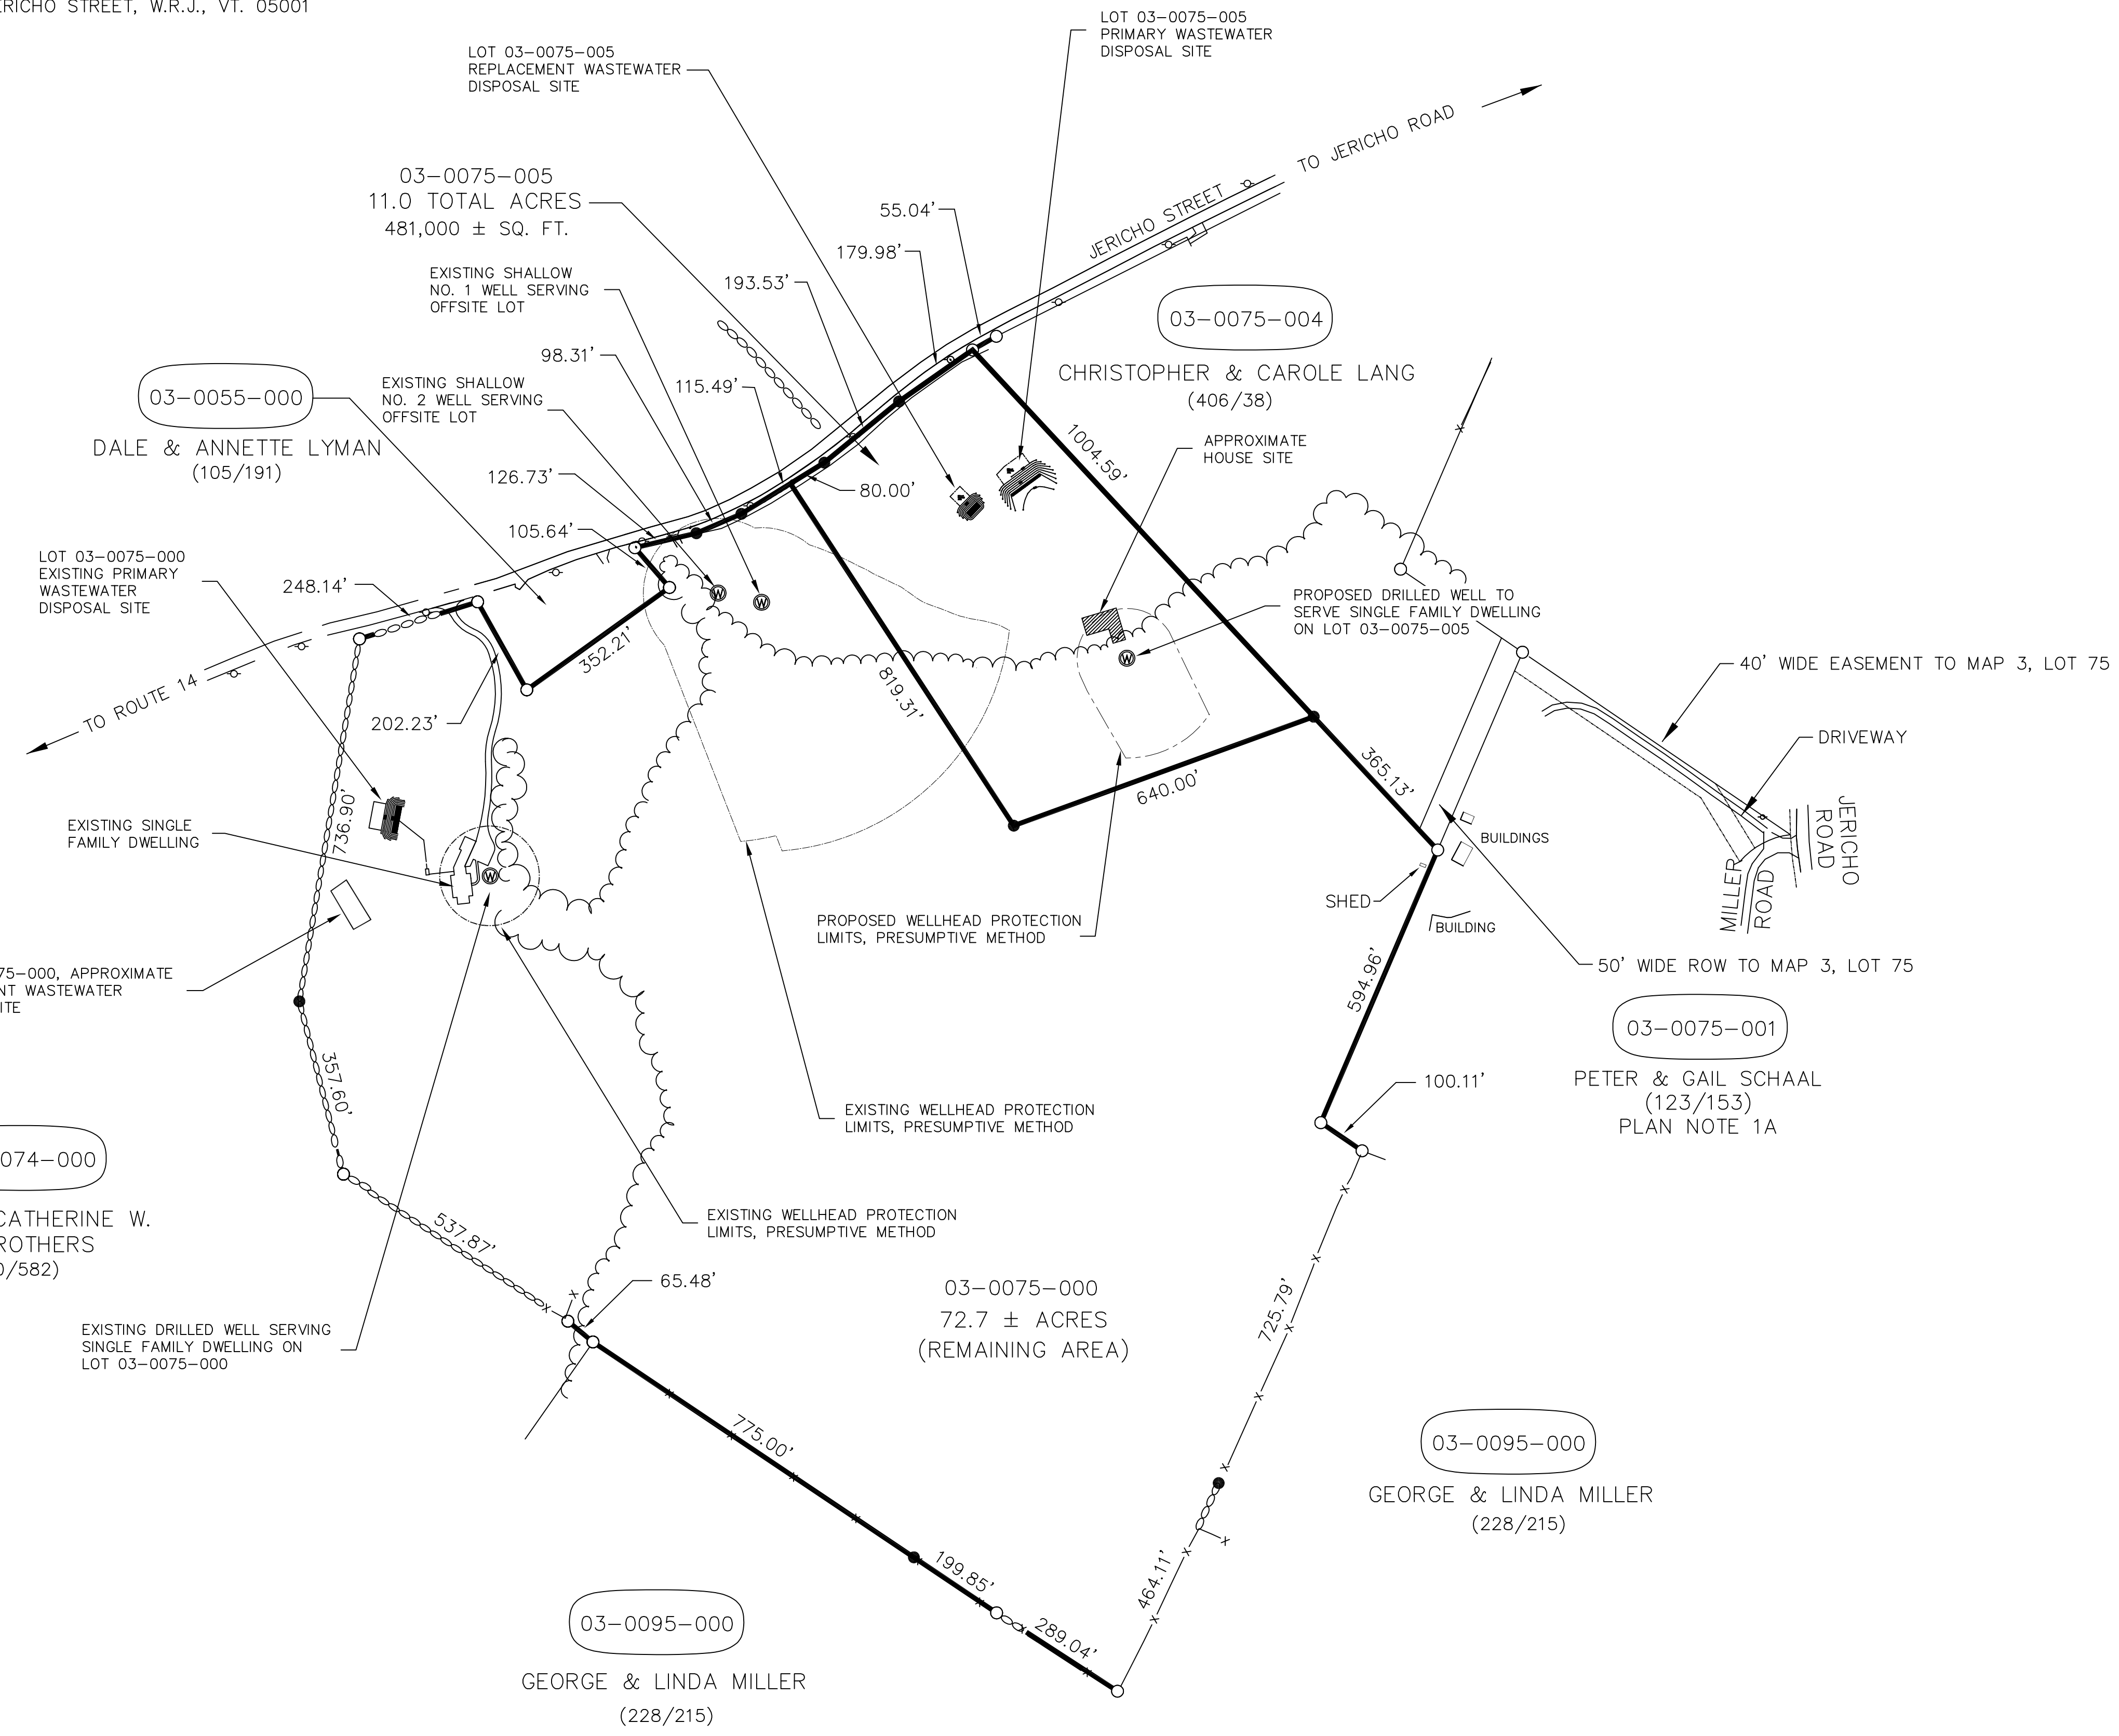 JERICHO STREET, W.R.J., VT. 05001
LOT 03-0075-005
PRIMARY WASTEWATER
DISPOSAL SITE
LOT 03-0075-005
REPLACEMENT WASTEWATER
DISPOSAL SITE
TO JERICHO ROAD
JERICHO STREET
03-0075-005
11.0 TOTAL ACRES
481,000 ± SQ. FT.
55.04'
179.98'
193.53'
EXISTING SHALLOW
NO. 1 WELL SERVING
OFFSITE LOT
98.31'
115.49'
EXISTING SHALLOW
NO. 2 WELL SERVING
OFFSITE LOT
03-0075-004
CHRISTOPHER & CAROLE LANG
(406/38)
03-0055-000
DALE & ANNETTE LYMAN
(105/191)
1004.59'
APPROXIMATE
HOUSE SITE
126.73'
80.00'
105.64'
LOT 03-0075-000
EXISTING PRIMARY
WASTEWATER
DISPOSAL SITE
248.14'
W
W
PROPOSED DRILLED WELL TO
SERVE SINGLE FAMILY DWELLING
ON LOT 03-0075-005
W
352.21'
819.31'
40' WIDE EASEMENT TO MAP 3, LOT 75
TO ROUTE 14
202.23'
DRIVEWAY
640.00'
365.13'
736.90'
EXISTING SINGLE
FAMILY DWELLING
W
BUILDINGS
JERICHO
ROAD
MILLER
ROAD
SHED
BUILDING
PROPOSED WELLHEAD PROTECTION
LIMITS, PRESUMPTIVE METHOD
594.96'
50' WIDE ROW TO MAP 3, LOT 75
75-000, APPROXIMATE
NT WASTEWATER
ITE
03-0075-001
PETER & GAIL SCHAAL
(123/153)
PLAN NOTE 1A
357.60'
100.11'
EXISTING WELLHEAD PROTECTION
LIMITS, PRESUMPTIVE METHOD
074-000
CATHERINE W.
ROTHERS
0/582)
537.87'
EXISTING WELLHEAD PROTECTION
LIMITS, PRESUMPTIVE METHOD
65.48'
03-0075-000
72.7 ± ACRES
(REMAINING AREA)
725.79'
EXISTING DRILLED WELL SERVING
SINGLE FAMILY DWELLING ON
LOT 03-0075-000
775.00'
03-0095-000
GEORGE & LINDA MILLER
(228/215)
199.85'
464.11'
289.04'
03-0095-000
GEORGE & LINDA MILLER
(228/215)